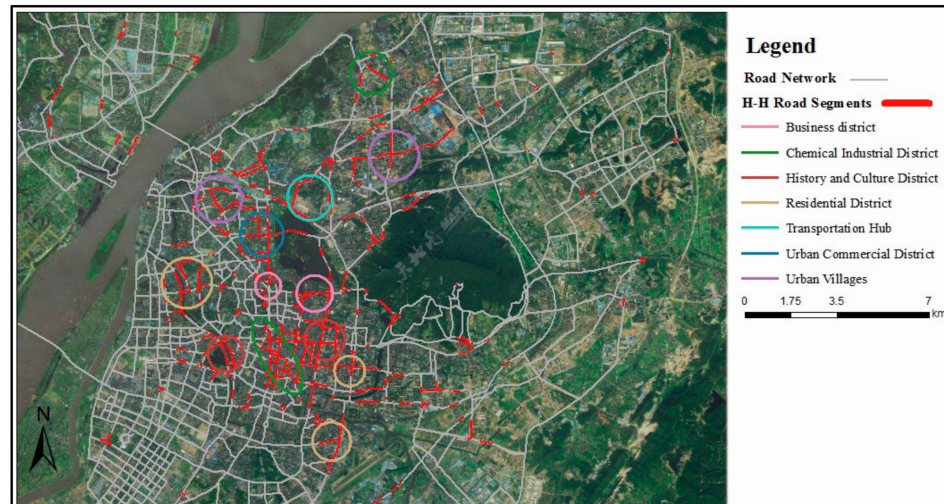 Legend
Road Network
H-H Road Segments
Business district
Chemical Industrial District
History and Culture District
Residential District
Transportation Hub
Urban Commercial District
Urban Villages
0 1.75 3.5 7
km
N